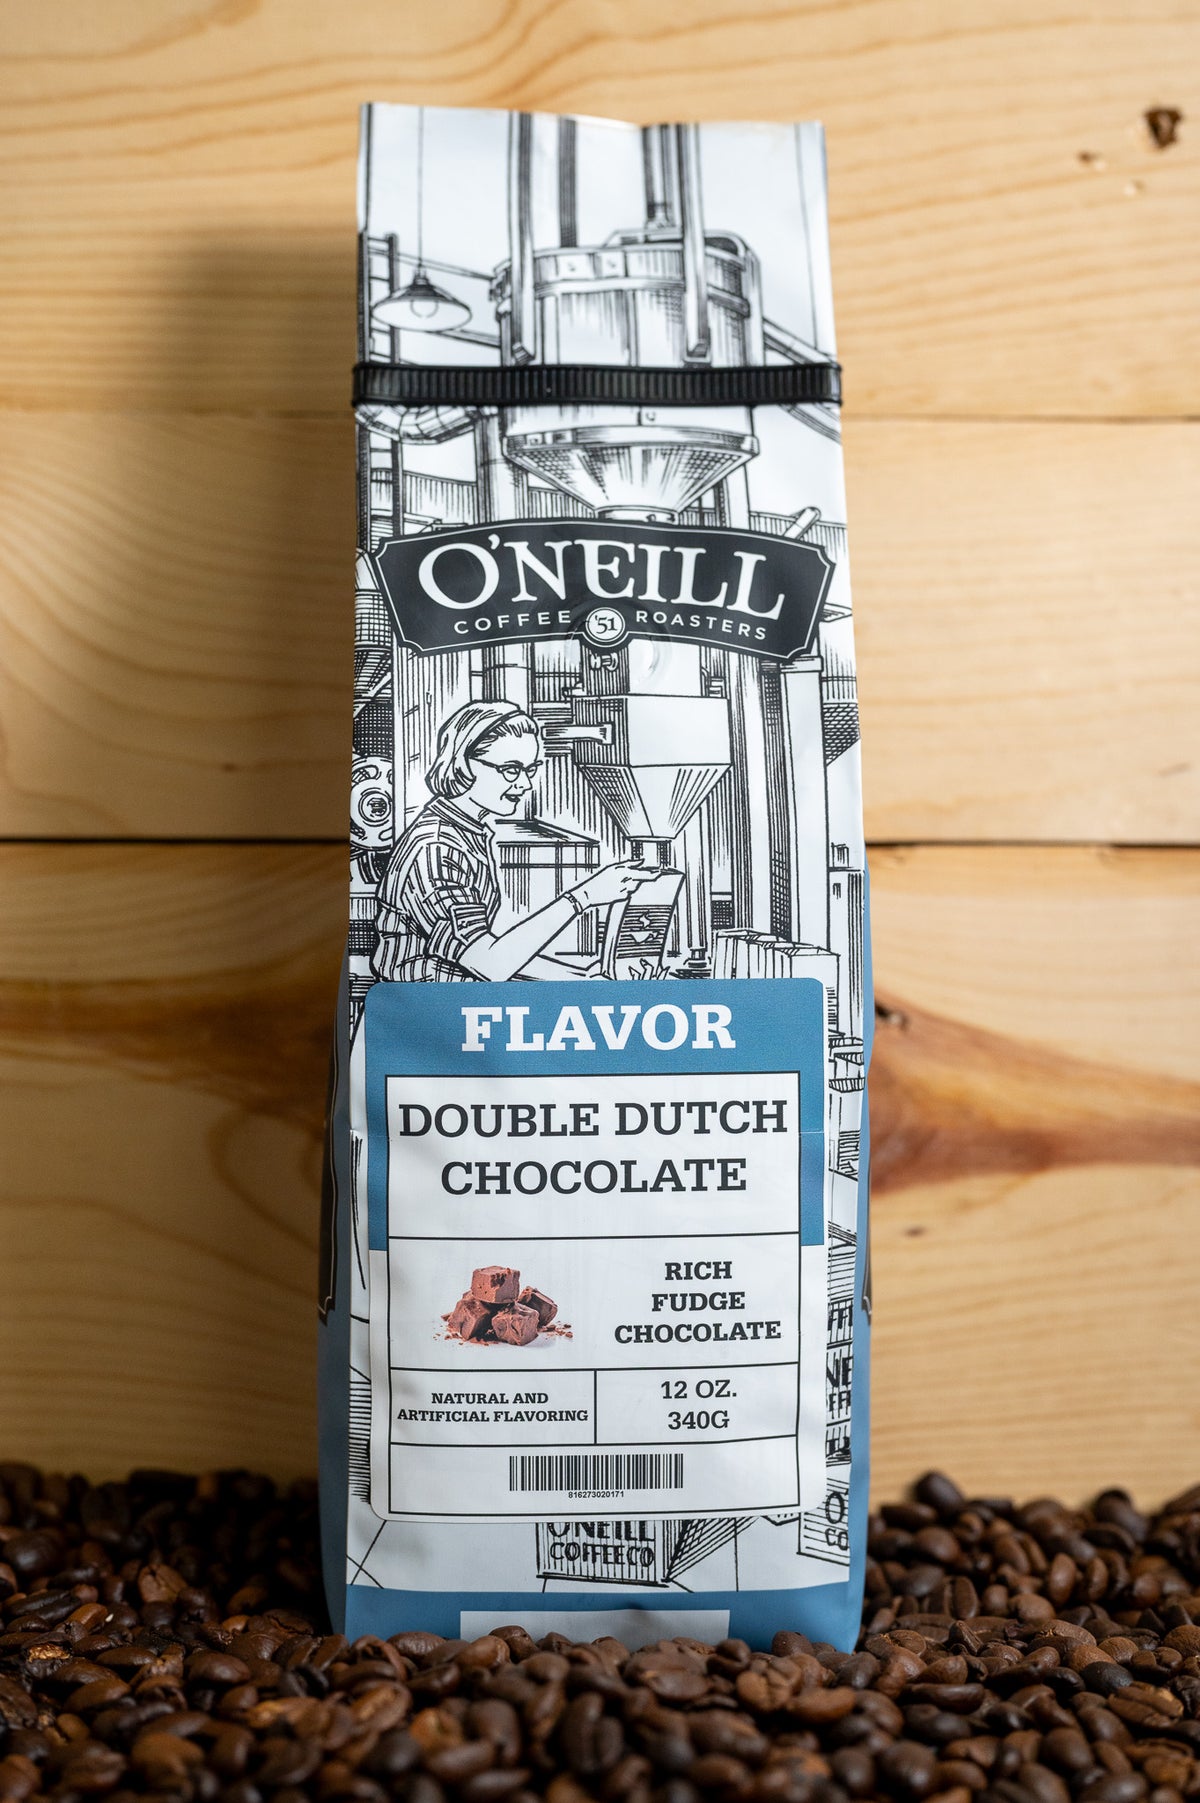 O'NEILL
COFFEE '51 ROASTERS
FLAVOR
DOUBLE DUTCH
CHOCOLATE
RICH
FUDGE
CHOCOLATE
NATURAL AND
ARTIFICIAL FLAVORING
12 OZ.
340G
816273020171
O'NEILL
COFFEE CO